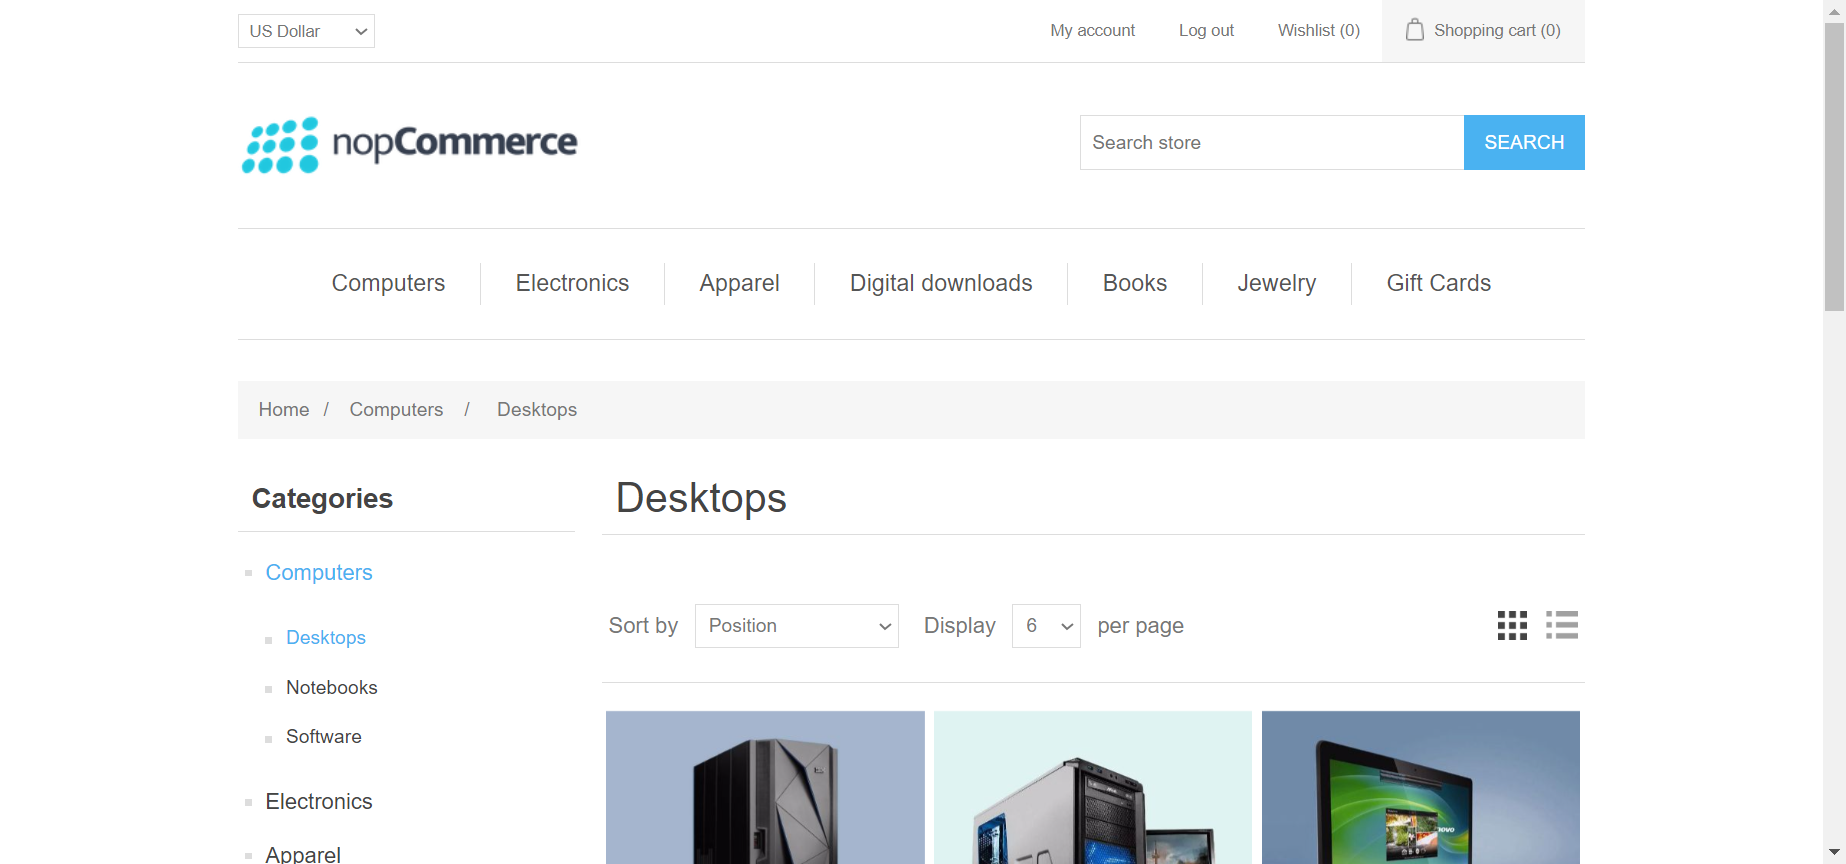 US Dollar
My account
Log out
Wishlist (0)
Shopping cart (0)
nopCommerce
Search store
SEARCH
Computers
Electronics
Apparel
Digital downloads
Books
Jewelry
Gift Cards
Home / Computers / Desktops
Categories
Computers
Desktops
Notebooks
Software
Electronics
Apparel
Desktops
Sort by
Position
Display
6
per page